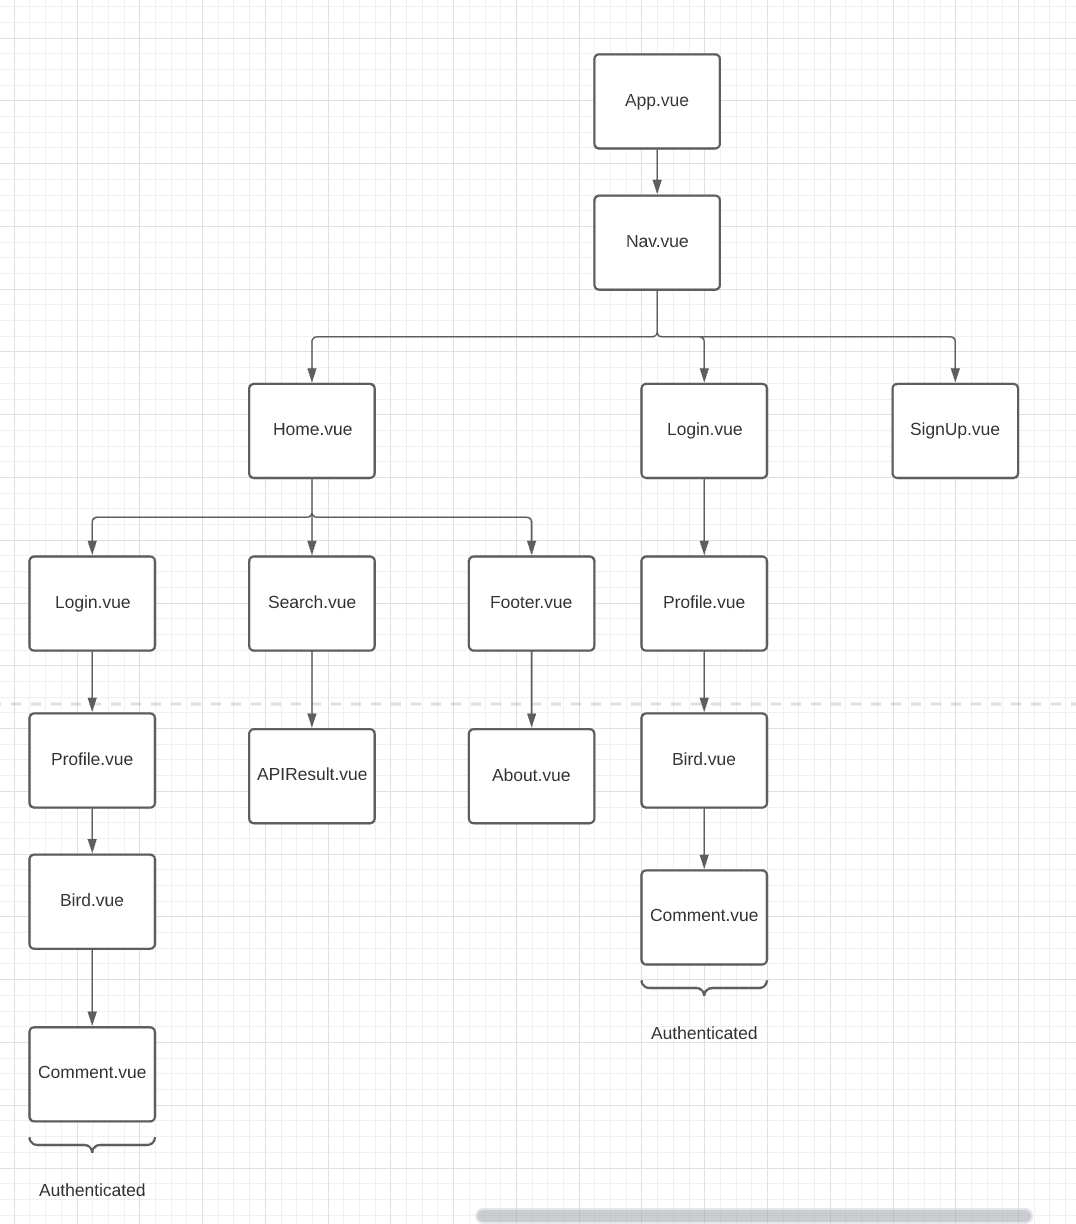 App.vue
Nav.vue
Home.vue
Login.vue
SignUp.vue
Login.vue
Search.vue
Footer.vue
Profile.vue
Profile.vue
APIResult.vue
About.vue
Bird.vue
Bird.vue
Comment.vue
Authenticated
Comment.vue
Authenticated